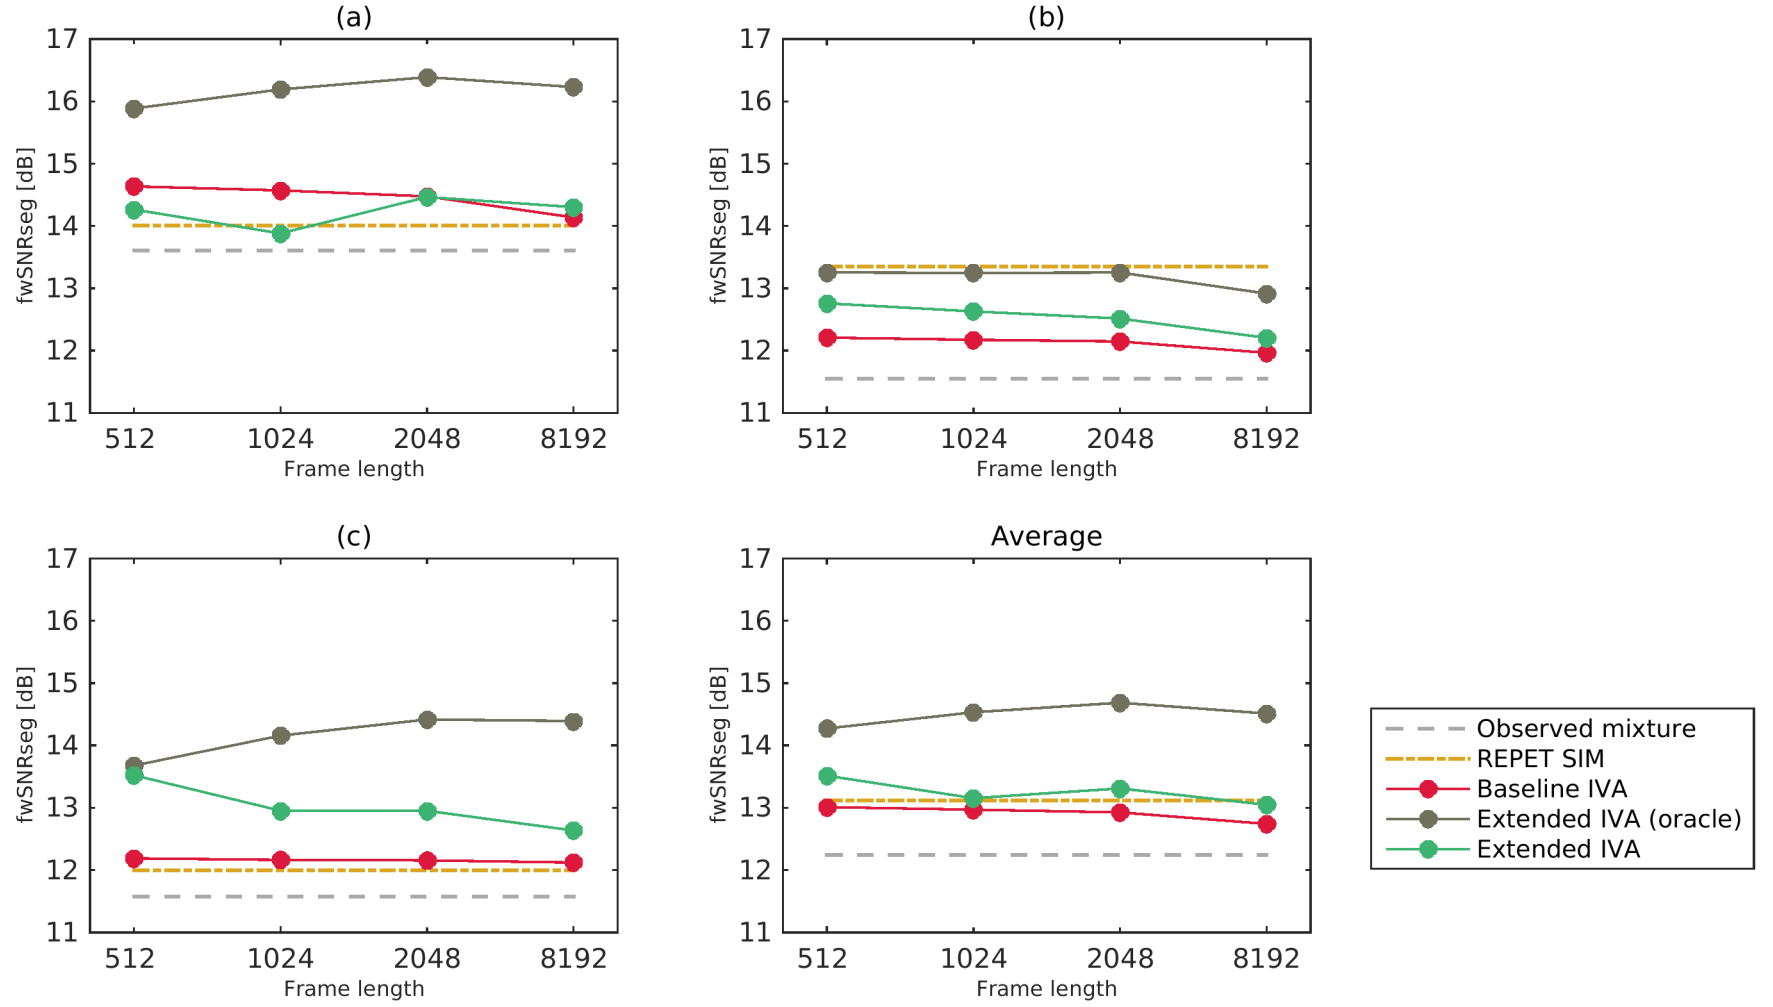 (a)
17
16
15
14
13
12
11
fwSNRseg [dB]
512 1024 2048 8192
Frame length
(b)
17
16
15
14
13
12
11
fwSNRseg [dB]
512 1024 2048 8192
Frame length
(c)
17
16
15
14
13
12
11
fwSNRseg [dB]
512 1024 2048 8192
Frame length
Average
17
16
15
14
13
12
11
fwSNRseg [dB]
512 1024 2048 8192
Frame length
Observed mixture
REPET SIM
Baseline IVA
Extended IVA (oracle)
Extended IVA